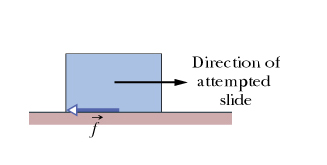 Direction of
attempted
slide
f